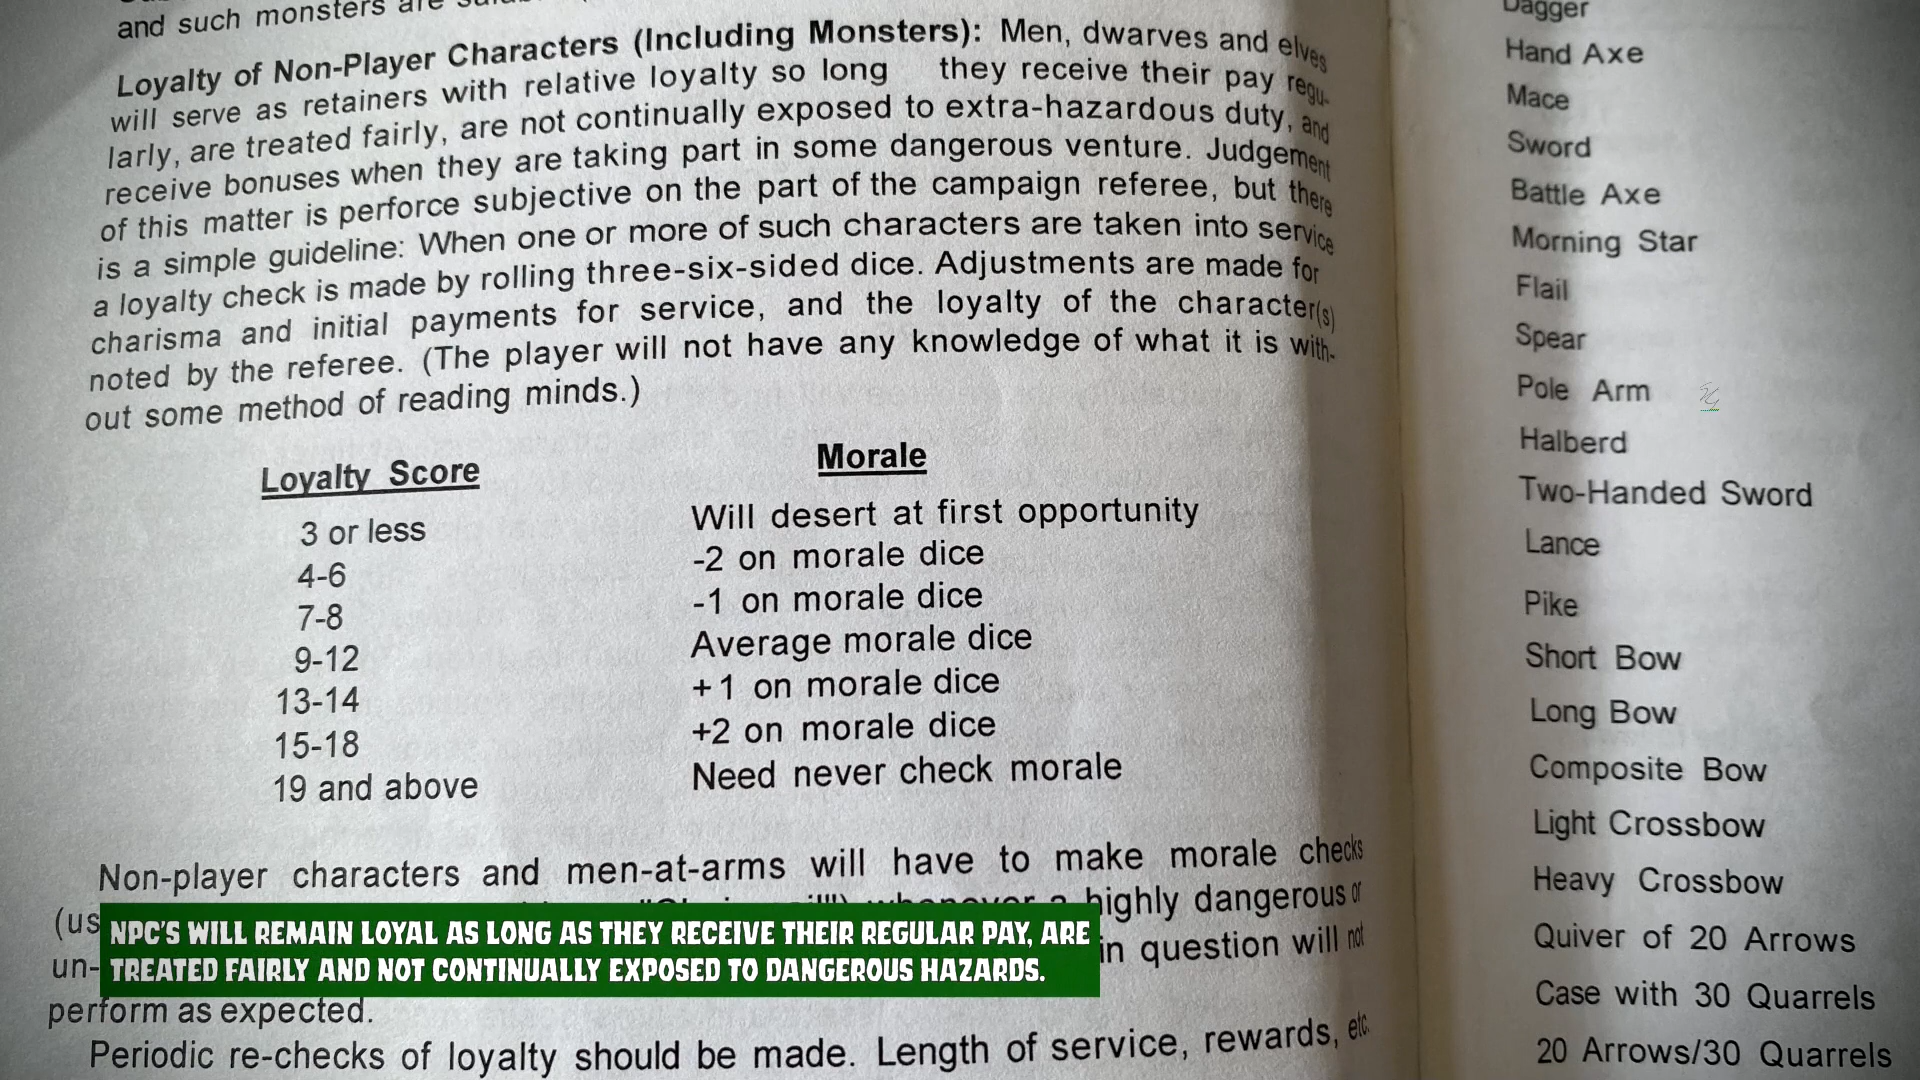 and such monsters are
Loyalty of Non-Player Characters (Including Monsters): Men, dwarves and elves
will serve as retainers with relative loyalty so long they receive their pay regu-
larly, are treated fairly, are not continually exposed to extra-hazardous duty, and
receive bonuses when they are taking part in some dangerous venture. Judgement
of this matter is perforce subjective on the part of the campaign referee, but there
is a simple guideline: When one or more of such characters are taken into service
a loyalty check is made by rolling three-six-sided dice. Adjustments are made for
charisma and initial payments for service, and the loyalty of the character(s)
noted by the referee. (The player will not have any knowledge of what it is with-
out some method of reading minds.)
Loyalty Score Morale
3 or less Will desert at first opportunity
4-6 -2 on morale dice
7-8 -1 on morale dice
9-12 Average morale dice
13-14 +1 on morale dice
15-18 +2 on morale dice
19 and above Need never check morale
Non-player characters and men-at-arms will have to make morale checks
(us whenever a highly dangerous or
un- in question will not
perform as expected.
Periodic re-checks of loyalty should be made. Length of service, rewards, etc.
NPC'S WILL REMAIN LOYAL AS LONG AS THEY RECEIVE THEIR REGULAR PAY, ARE
TREATED FAIRLY AND NOT CONTINUALLY EXPOSED TO DANGEROUS HAZARDS.
Dagger
Hand Axe
Mace
Sword
Battle Axe
Morning Star
Flail
Spear
Pole Arm
Halberd
Two-Handed Sword
Lance
Pike
Short Bow
Long Bow
Composite Bow
Light Crossbow
Heavy Crossbow
Quiver of 20 Arrows
Case with 30 Quarrels
20 Arrows/30 Quarrels